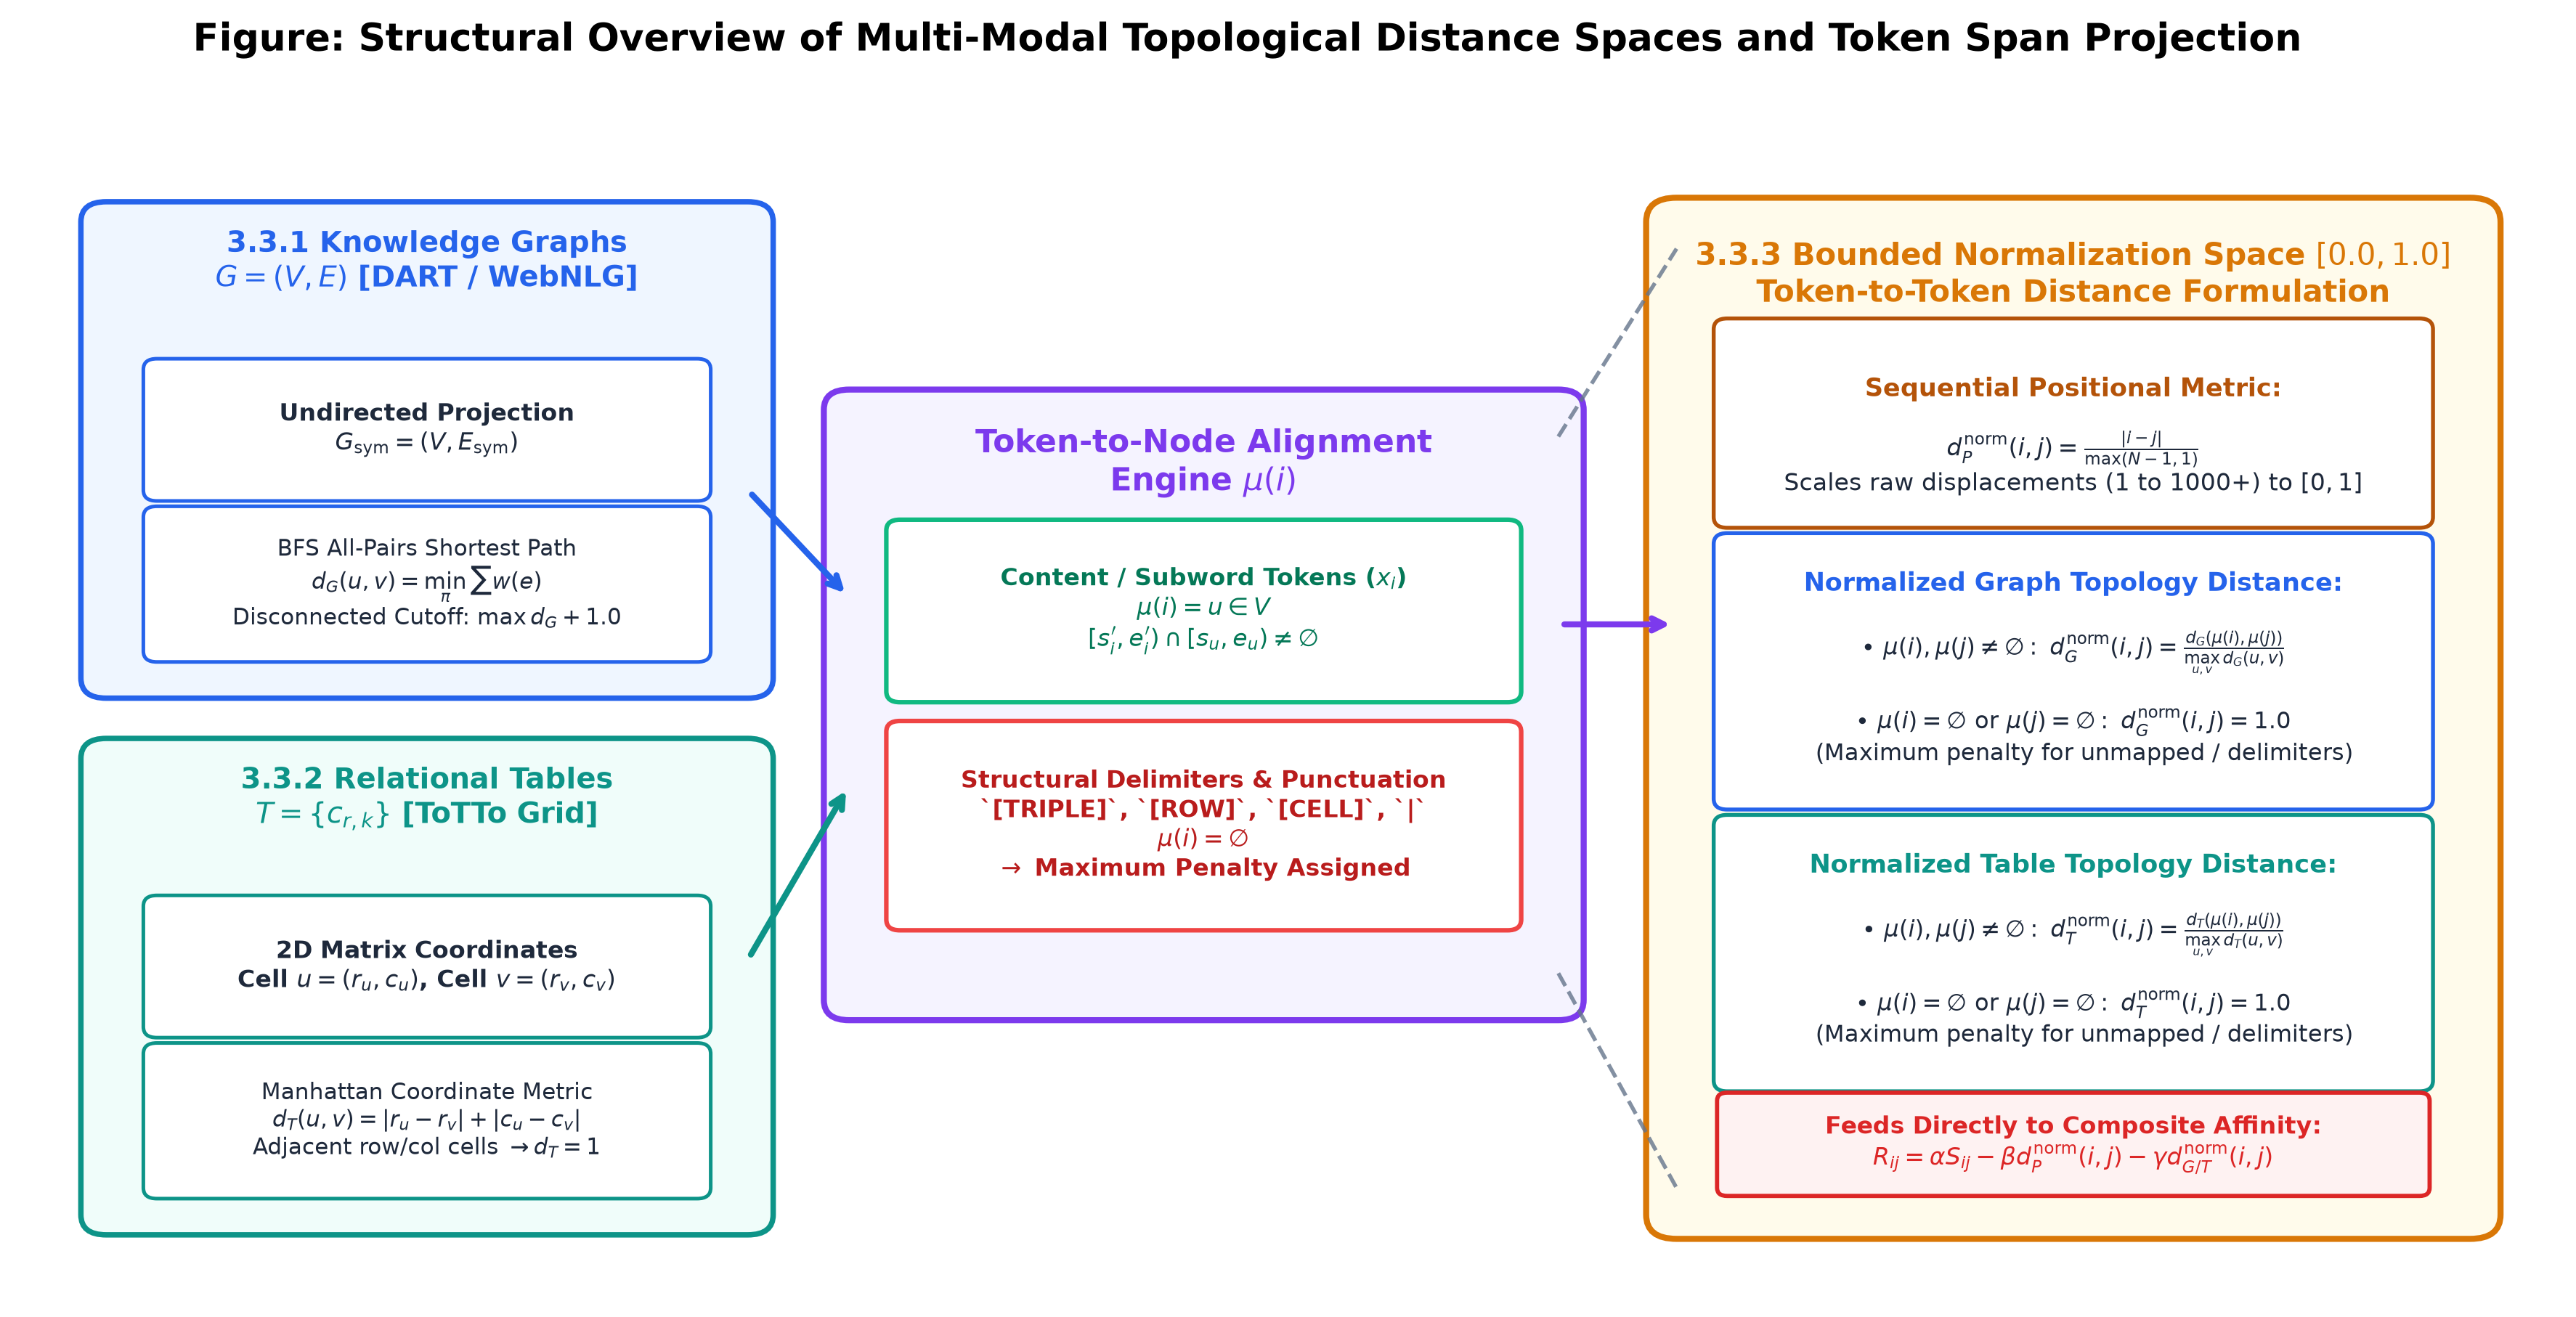 Figure: Structural Overview of Multi-Modal Topological Distance Spaces and Token Span Projection
3.3.1 Knowledge Graphs
G = (V, E) [DART / WebNLG]
Undirected Projection
G_sym = (V, E_sym)
BFS All-Pairs Shortest Path
d_G(u, v) = min_π ∑ w(e)
Disconnected Cutoff: max d_G + 1.0
3.3.2 Relational Tables
T = {c_{r,k}} [ToTTo Grid]
2D Matrix Coordinates
Cell u = (r_u, c_u), Cell v = (r_v, c_v)
Manhattan Coordinate Metric
d_T(u, v) = |r_u − r_v| + |c_u − c_v|
Adjacent row/col cells → d_T = 1
Token-to-Node Alignment
Engine μ(i)
Content / Subword Tokens (x_i)
μ(i) = u ∈ V
[s′_i, e′_i) ∩ [s_u, e_u) ≠ ∅
Structural Delimiters & Punctuation
`[TRIPLE]`, `[ROW]`, `[CELL]`, `|`
μ(i) = ∅
→ Maximum Penalty Assigned
3.3.3 Bounded Normalization Space [0.0, 1.0]
Token-to-Token Distance Formulation
Sequential Positional Metric:
d_P^norm(i, j) = |i − j| / max(N − 1, 1)
Scales raw displacements (1 to 1000+) to [0, 1]
Normalized Graph Topology Distance:
• μ(i), μ(j) ≠ ∅ : d_G^norm(i, j) = d_G(μ(i), μ(j)) / max_{u,v} d_G(u, v)
• μ(i) = ∅ or μ(j) = ∅ : d_G^norm(i, j) = 1.0
(Maximum penalty for unmapped / delimiters)
Normalized Table Topology Distance:
• μ(i), μ(j) ≠ ∅ : d_T^norm(i, j) = d_T(μ(i), μ(j)) / max_{u,v} d_T(u, v)
• μ(i) = ∅ or μ(j) = ∅ : d_T^norm(i, j) = 1.0
(Maximum penalty for unmapped / delimiters)
Feeds Directly to Composite Affinity:
R_ij = αS_ij − βd_P^norm(i, j) − γd_{G/T}^norm(i, j)